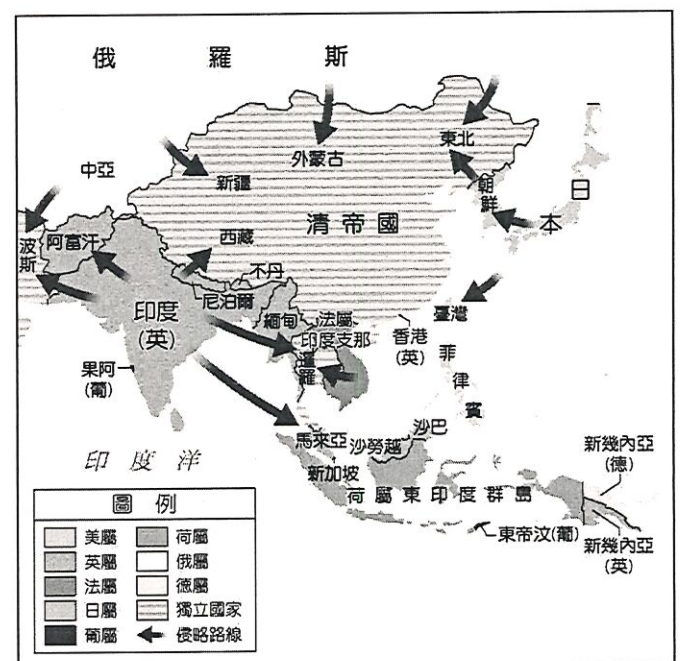 俄羅斯
中亞
外蒙古
東北
新疆
朝鮮
日本
清帝國
波斯
阿富汗
西藏
不丹
尼泊爾
緬甸
印度
(英)
法屬
印度支那
暹羅
香港
(英)
臺灣
菲律賓
果阿
(葡)
馬來亞
沙勞越
沙巴
新加坡
印度洋
荷屬東印度群島
新幾內亞
(德)
東帝汶(葡)
新幾內亞
(英)
圖例
美屬
荷屬
英屬
俄屬
法屬
德屬
日屬
獨立國家
葡屬
侵略路線